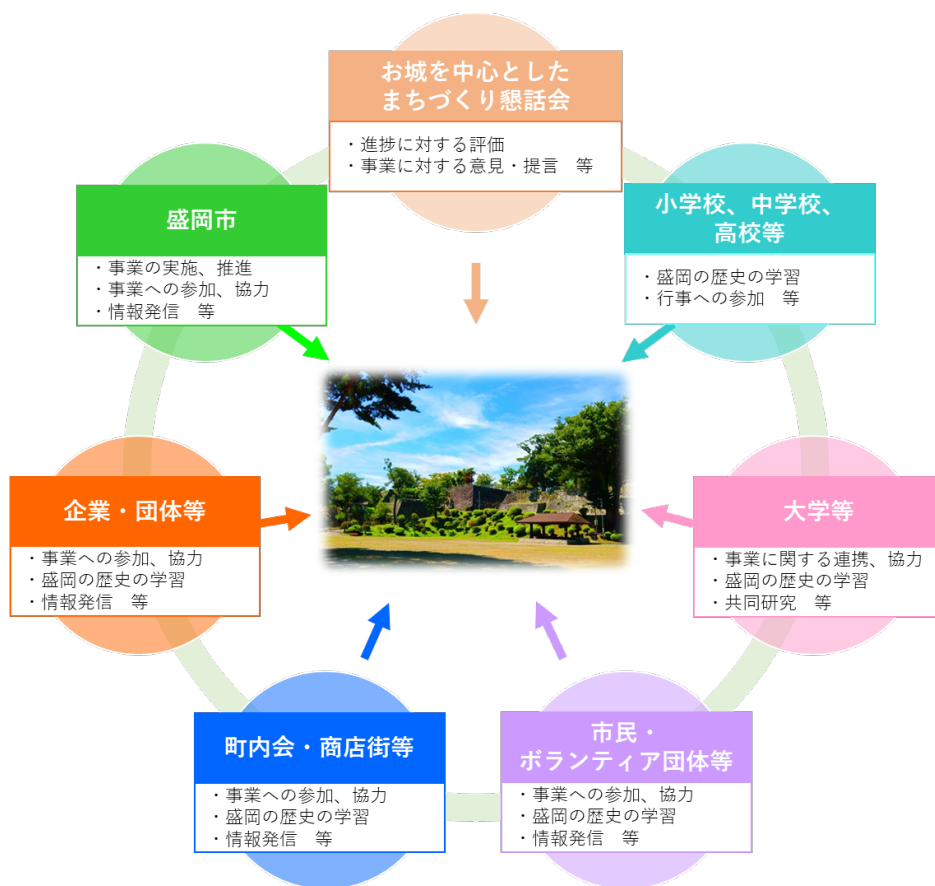 お城を中心とした
まちづくり懇話会
・進捗に対する評価
・事業に対する意見・提言　等
小学校、中学校、
高校等
・盛岡の歴史の学習
・行事への参加　等
大学等
・事業に関する連携、協力
・盛岡の歴史の学習
・共同研究　等
市民・
ボランティア団体等
・事業への参加、協力
・盛岡の歴史の学習
・情報発信　等
町内会・商店街等
・事業への参加、協力
・盛岡の歴史の学習
・情報発信　等
企業・団体等
・事業への参加、協力
・盛岡の歴史の学習
・情報発信　等
盛岡市
・事業の実施、推進
・事業への参加、協力
・情報発信　等